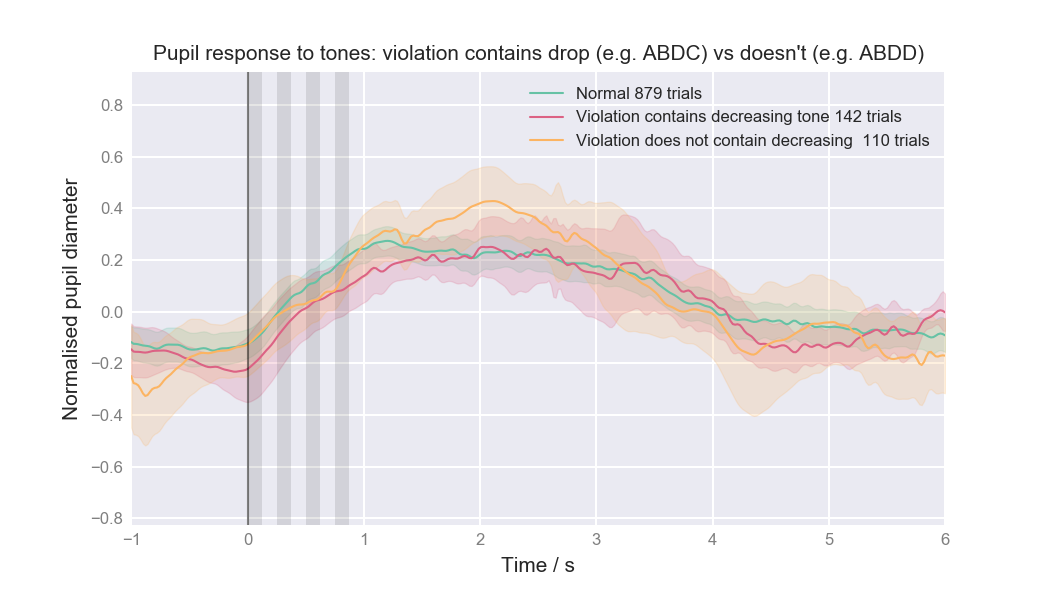 Pupil response to tones: violation contains drop (e.g. ABDC) vs doesn't (e.g. ABDD)
Normal 879 trials
Violation contains decreasing tone 142 trials
Violation does not contain decreasing  110 trials
Normalised pupil diameter
0.8
0.6
0.4
0.2
0.0
−0.2
−0.4
−0.6
−0.8
−1 0 1 2 3 4 5 6
Time / s